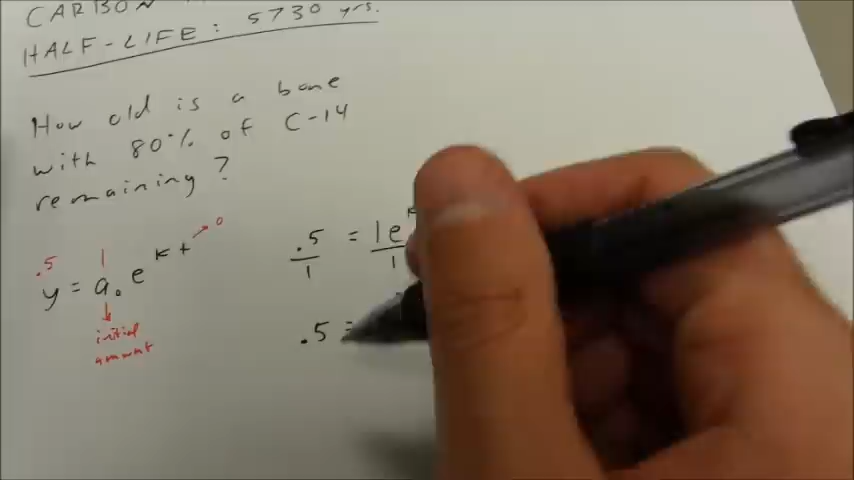 CARBON
HALF-LIFE: 5730 yrs.
How old is a bone
with 80% of C-14
remaining?
.5 1 0
y = a₀ e^kt
initial
amount
.5 = 1e^k
1 1
.5 =